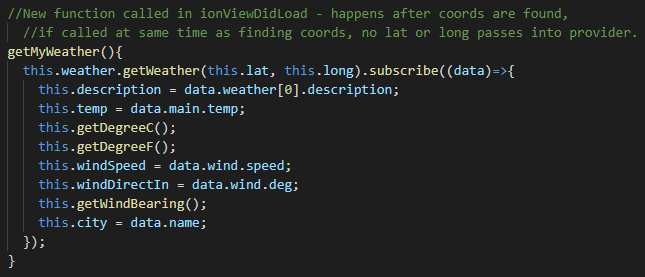 //New function called in ionViewDidLoad - happens after coords are found,
//if called at same time as finding coords, no lat or long passes into provider.
getMyWeather(){
this.weather.getWeather(this.lat, this.long).subscribe((data)=>{
this.description = data.weather[0].description;
this.temp = data.main.temp;
this.getDegreeC();
this.getDegreeF();
this.windSpeed = data.wind.speed;
this.windDirectIn = data.wind.deg;
this.getWindBearing();
this.city = data.name;
});
}